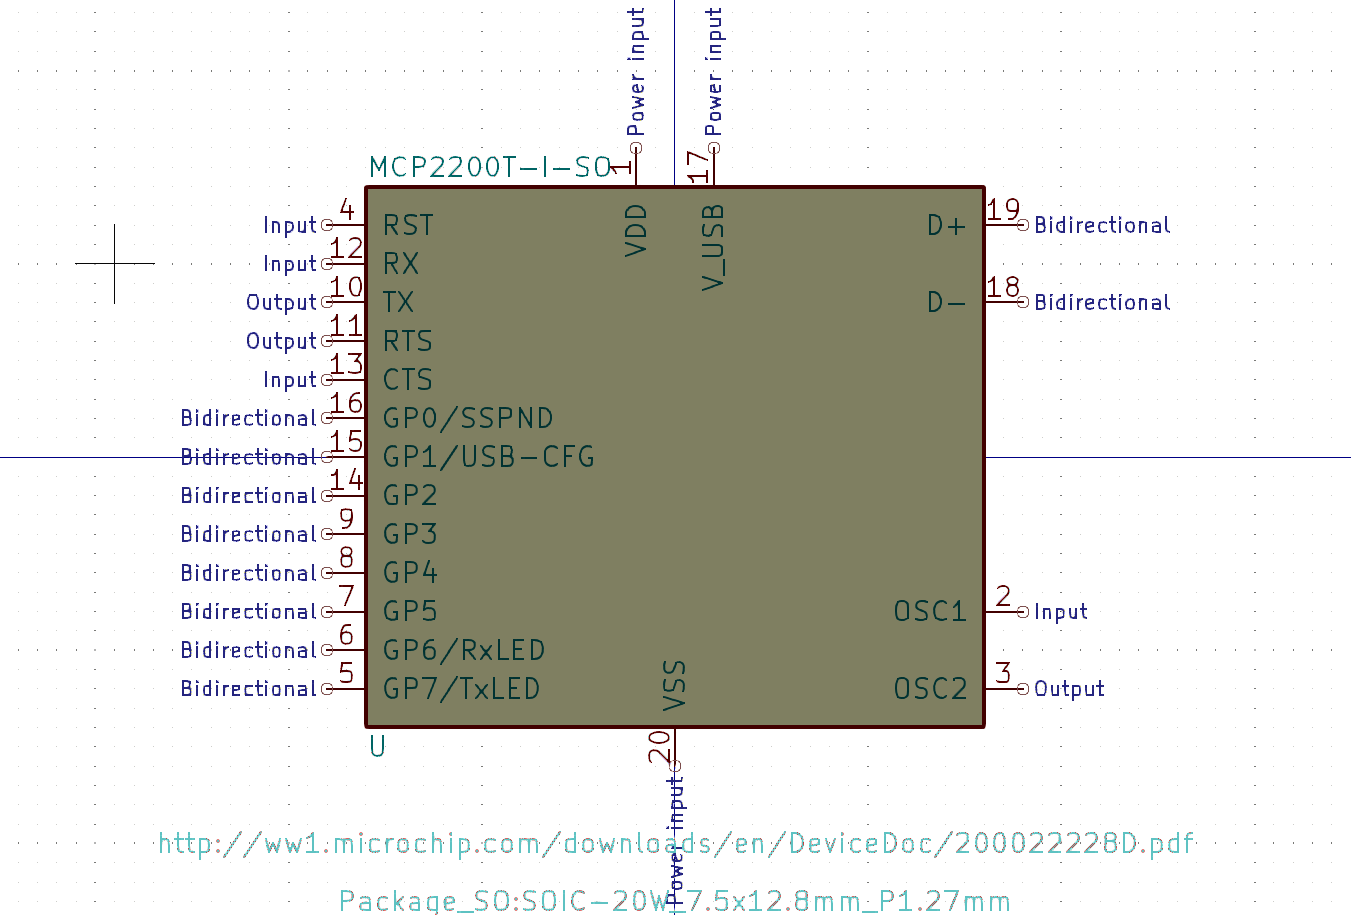 Power input
Power input
MCP2200T-I-SO
1
17
VDD
V_USB
Input 4 RST
Input 12 RX
Output 10 TX
Output 11 RTS
Input 13 CTS
Bidirectional 16 GP0/SSPND
Bidirectional 15 GP1/USB-CFG
Bidirectional 14 GP2
Bidirectional 9 GP3
Bidirectional 8 GP4
Bidirectional 7 GP5
Bidirectional 6 GP6/RxLED
Bidirectional 5 GP7/TxLED
D+ 19 Bidirectional
D- 18 Bidirectional
OSC1 2 Input
OSC2 3 Output
VSS
20
Power input
U
http://ww1.microchip.com/downloads/en/DeviceDoc/200022228D.pdf
Package_SO:SOIC-20W_7.5x12.8mm_P1.27mm